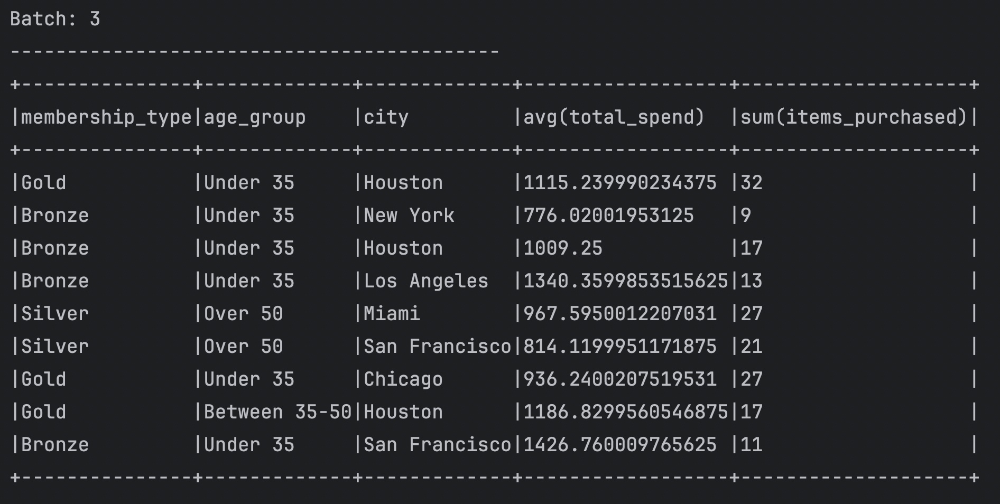 Batch: 3
-------------------------------------------
+---------------+-------------+-------------+------------------+--------------------+
|membership_type|age_group    |city         |avg(total_spend)  |sum(items_purchased)|
+---------------+-------------+-------------+------------------+--------------------+
|Gold           |Under 35     |Houston      |1115.239990234375 |32                  |
|Bronze         |Under 35     |New York     |776.02001953125   |9                   |
|Bronze         |Under 35     |Houston      |1009.25           |17                  |
|Bronze         |Under 35     |Los Angeles  |1340.3599853515625|13                  |
|Silver         |Over 50      |Miami        |967.5950012207031 |27                  |
|Silver         |Over 50      |San Francisco|814.1199951171875 |21                  |
|Gold           |Under 35     |Chicago      |936.2400207519531 |27                  |
|Gold           |Between 35-50|Houston      |1186.8299560546875|17                  |
|Bronze         |Under 35     |San Francisco|1426.760009765625 |11                  |
+---------------+-------------+-------------+------------------+--------------------+